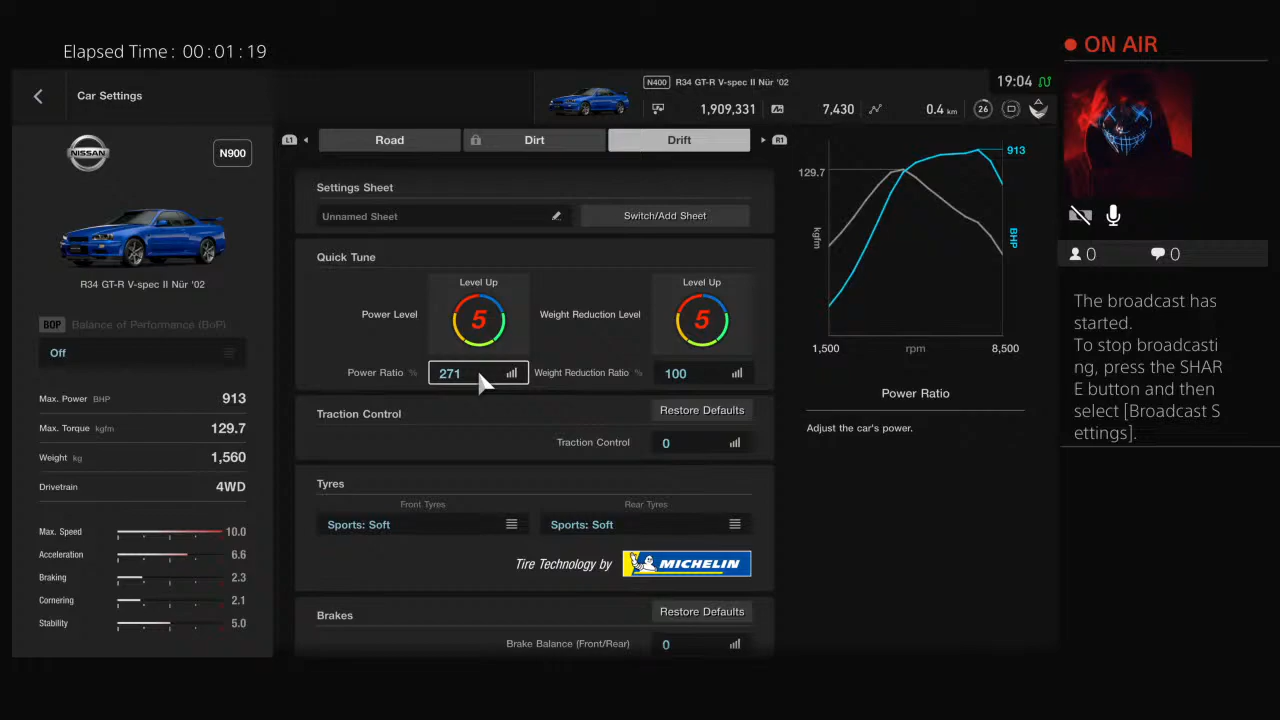 Elapsed Time: 00:01:19
ON AIR
Car Settings
N400 R34 GT-R V-spec II Nür '02
19:04
1,909,331
7,430
0.4 km
26
L1
Road
Dirt
Drift
R1
NISSAN
N900
R34 GT-R V-spec II Nür '02
BOP Balance of Performance (BoP)
Off
Max. Power BHP 913
Max. Torque kgfm 129.7
Weight kg 1,560
Drivetrain 4WD
Max. Speed 10.0
Acceleration 6.6
Braking 2.3
Cornering 2.1
Stability 5.0
Settings Sheet
Unnamed Sheet
Switch/Add Sheet
Quick Tune
Level Up
Power Level
5
Power Ratio % 271
Level Up
Weight Reduction Level
5
Weight Reduction Ratio % 100
Traction Control
Restore Defaults
Traction Control 0
Tyres
Front Tyres
Rear Tyres
Sports: Soft
Sports: Soft
Tire Technology by MICHELIN
Brakes
Restore Defaults
Brake Balance (Front/Rear) 0
913
129.7
kgfm
BHP
1,500
rpm
8,500
Power Ratio
Adjust the car's power.
0
0
The broadcast has
started.
To stop broadcasti
ng, press the SHAR
E button and then
select [Broadcast S
ettings].